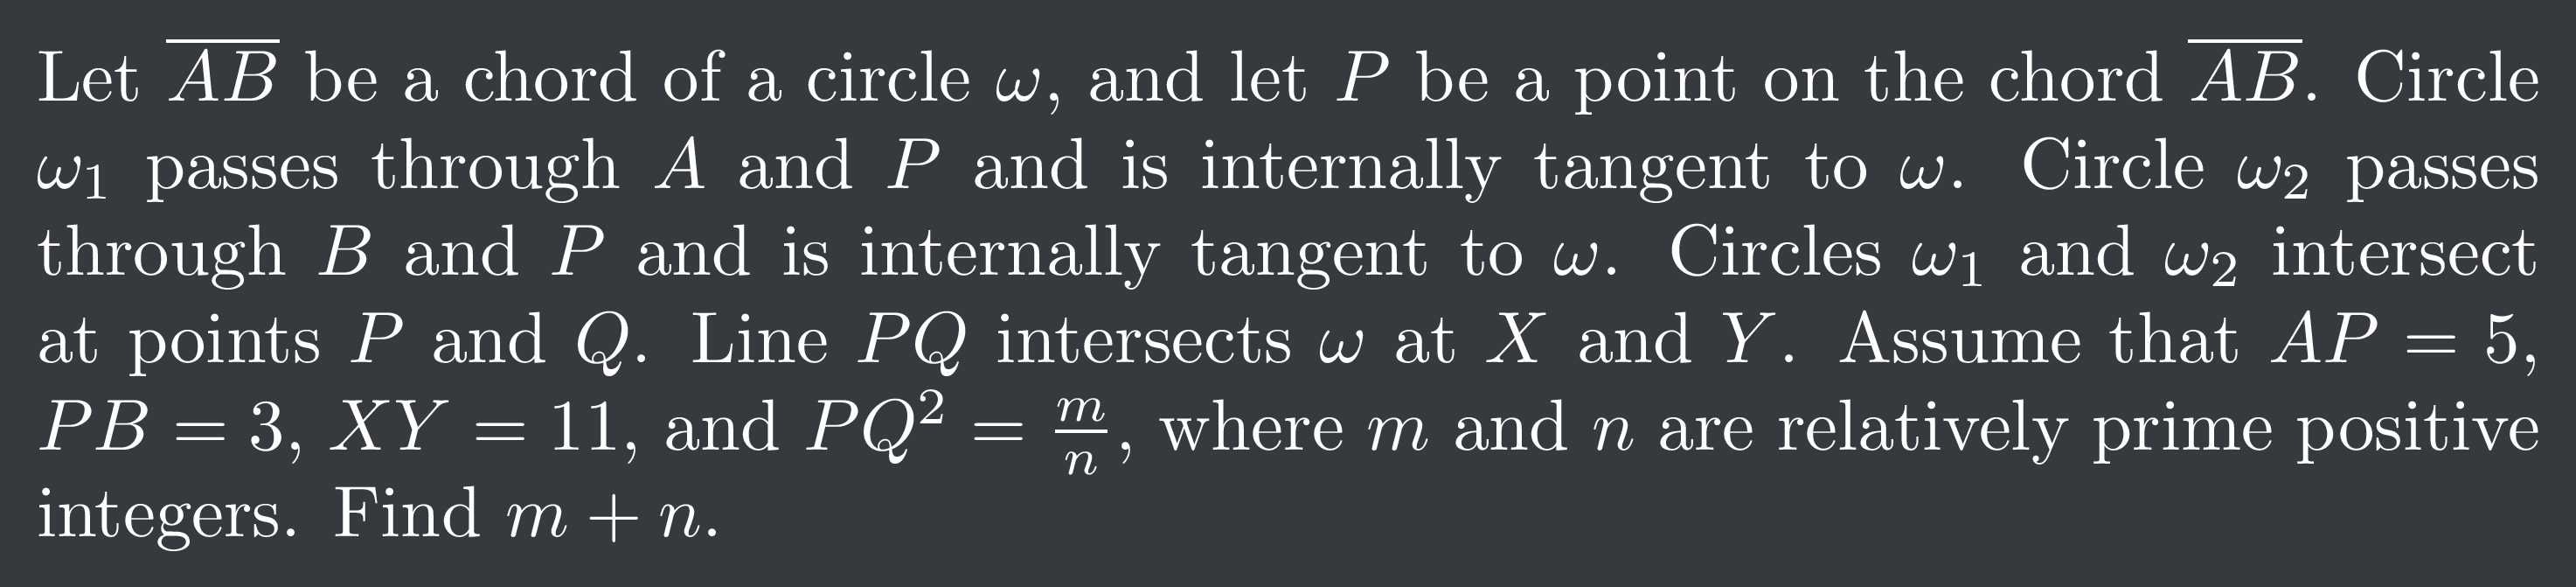 Let $\overline{AB}$ be a chord of a circle $\omega$, and let $P$ be a point on the chord $\overline{AB}$. Circle
$\omega_1$ passes through $A$ and $P$ and is internally tangent to $\omega$. Circle $\omega_2$ passes
through $B$ and $P$ and is internally tangent to $\omega$. Circles $\omega_1$ and $\omega_2$ intersect
at points $P$ and $Q$. Line $PQ$ intersects $\omega$ at $X$ and $Y$. Assume that $AP = 5$,
$PB = 3$, $XY = 11$, and $PQ^2 = \frac{m}{n}$, where $m$ and $n$ are relatively prime positive
integers. Find $m + n$.